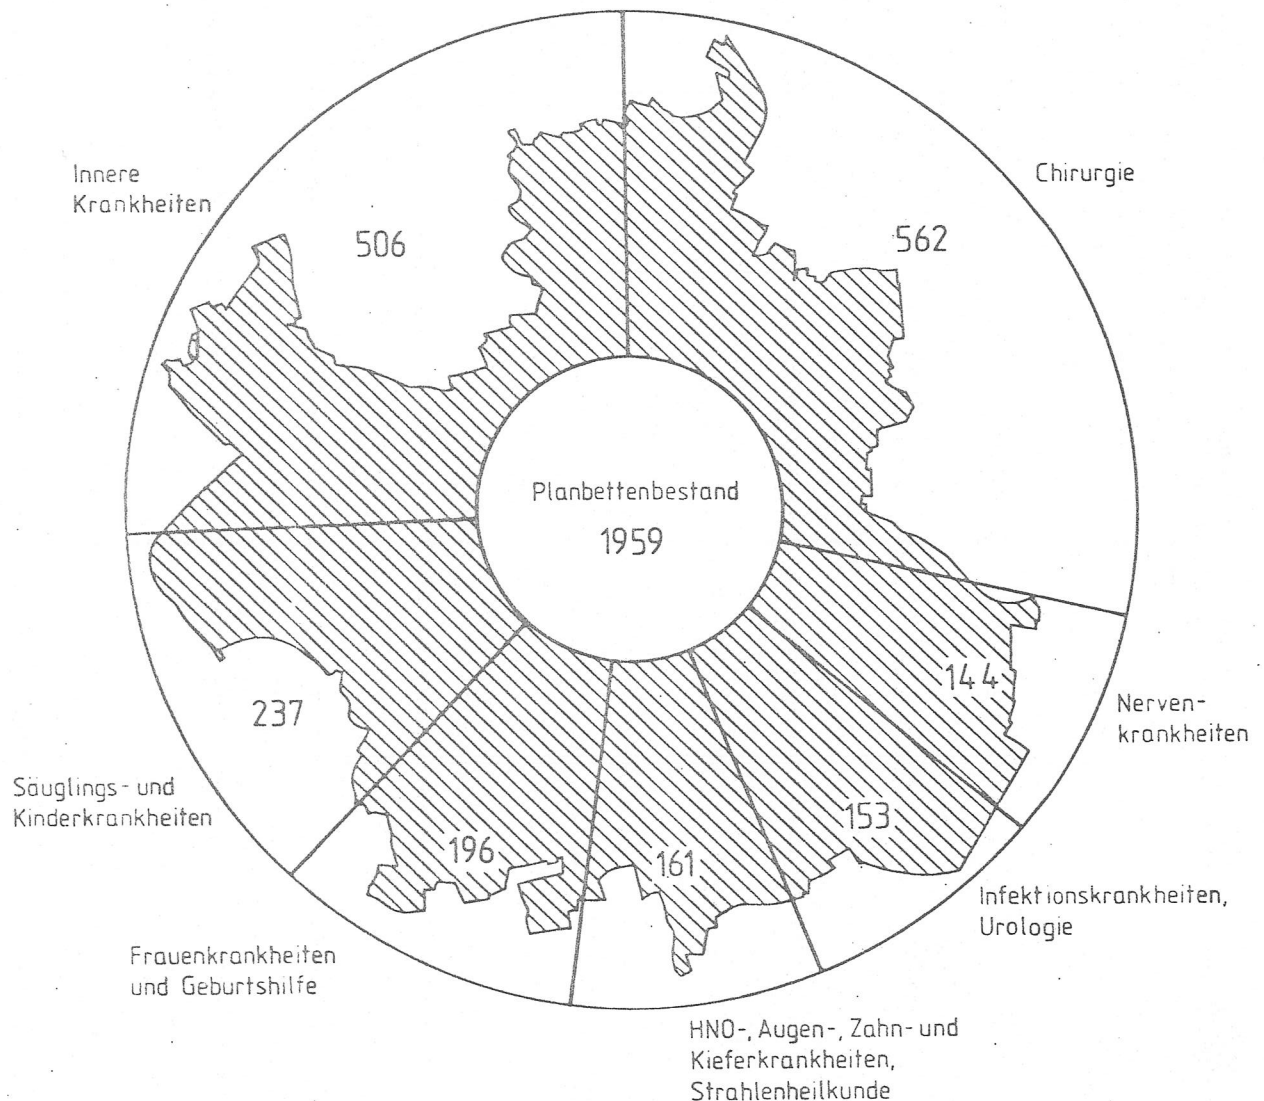 Innere
Krankheiten
506
Chirurgie
562
Planbettenbestand
1959
144
Nerven-
krankheiten
237
Säuglings- und
Kinderkrankheiten
153
196
161
Infektionskrankheiten,
Urologie
Frauenkrankheiten
und Geburtshilfe
HNO-, Augen-, Zahn- und
Kieferkrankheiten,
Strahlenheilkunde